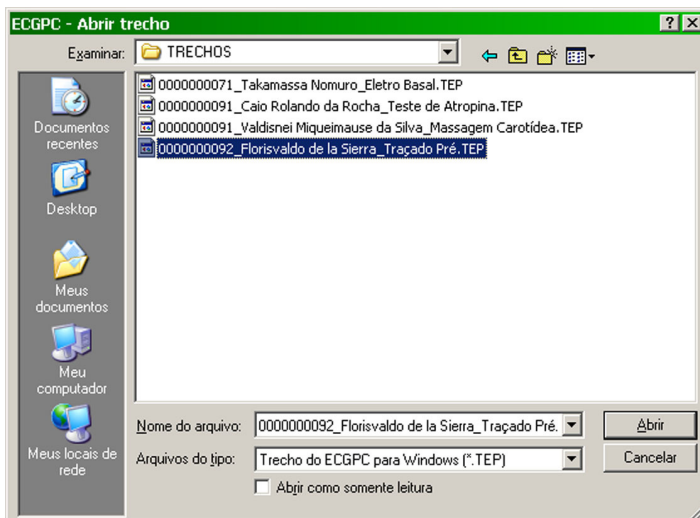 ECGPC - Abrir trecho
Examinar:
TRECHOS
0000000071_Takamassa Nomuro_Eletro Basal.TEP
0000000091_Caio Rolando da Rocha_Teste de Atropina.TEP
0000000091_Valdisnei Miqueimause da Silva_Massagem Carotídea.TEP
0000000092_Florisvaldo de la Sierra_Traçado Pré.TEP
Documentos
recentes
Desktop
Meus
documentos
Meu
computador
Meus locais de
rede
Nome do arquivo:
0000000092_Florisvaldo de la Sierra_Traçado Pré.
Abrir
Arquivos do tipo:
Trecho do ECGPC para Windows (*.TEP)
Cancelar
Abrir como somente leitura